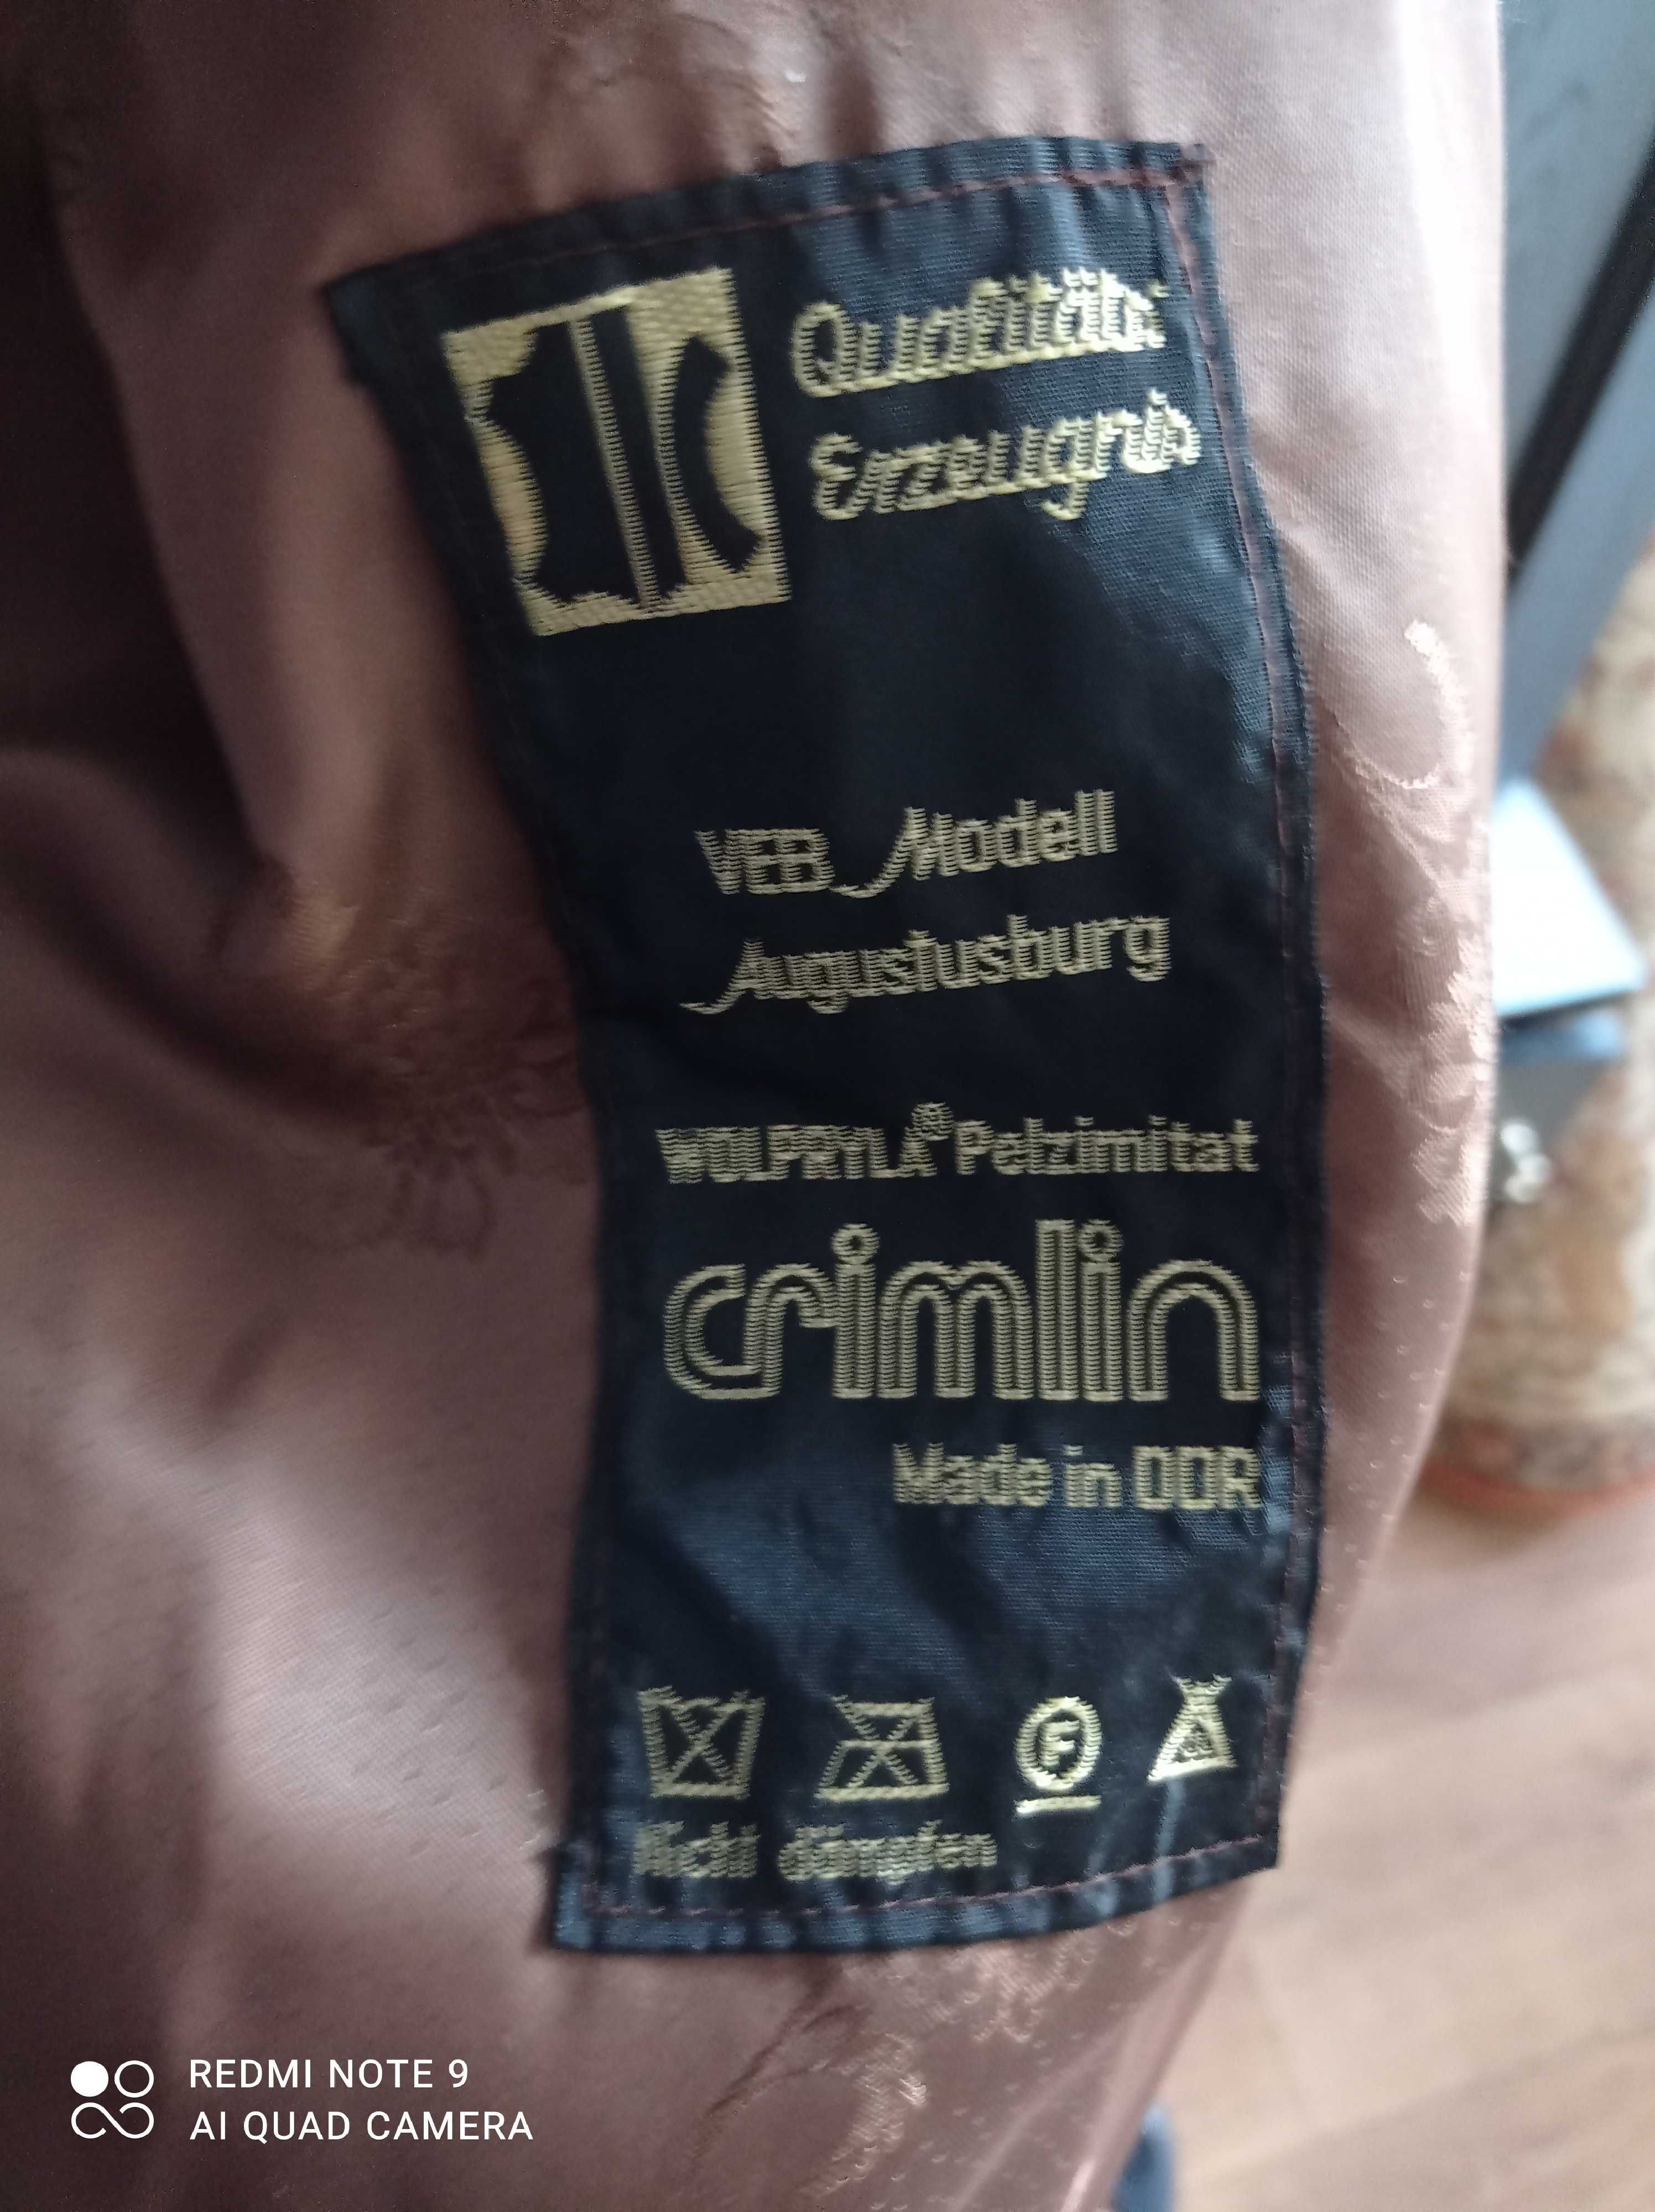 Qualitäts
Erzeugnis
VEB Modell
Augustusburg
WOLPRYLA® Pelzimitat
crimlin
Made in DDR
F
Nicht dämpfen
REDMI NOTE 9
AI QUAD CAMERA